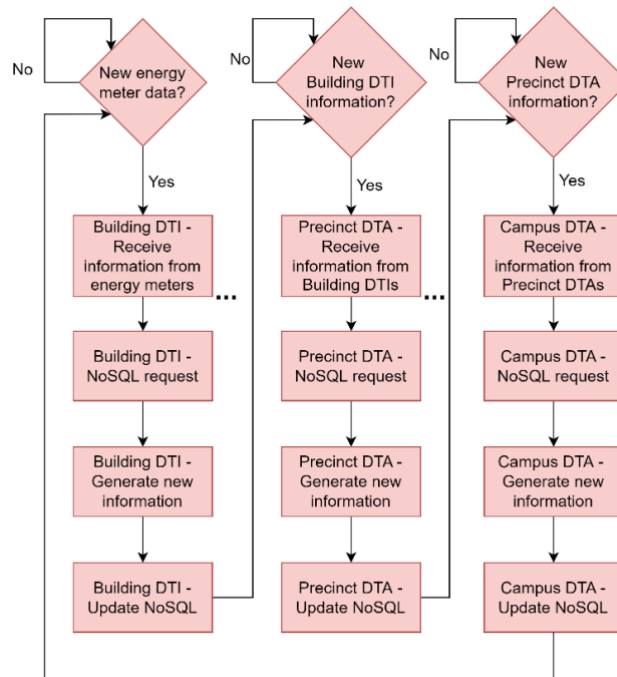 New energy
meter data?
No
Yes
Building DTI -
Receive
information from
energy meters
...
Building DTI -
NoSQL request
Building DTI -
Generate new
information
Building DTI -
Update NoSQL
New
Building DTI
information?
No
Yes
Precinct DTA -
Receive
information from
Building DTIs
...
Precinct DTA -
NoSQL request
Precinct DTA -
Generate new
information
Precinct DTA -
Update NoSQL
New
Precinct DTA
information?
No
Yes
Campus DTA -
Receive
information from
Precinct DTAs
Campus DTA -
NoSQL request
Campus DTA -
Generate new
information
Campus DTA -
Update NoSQL